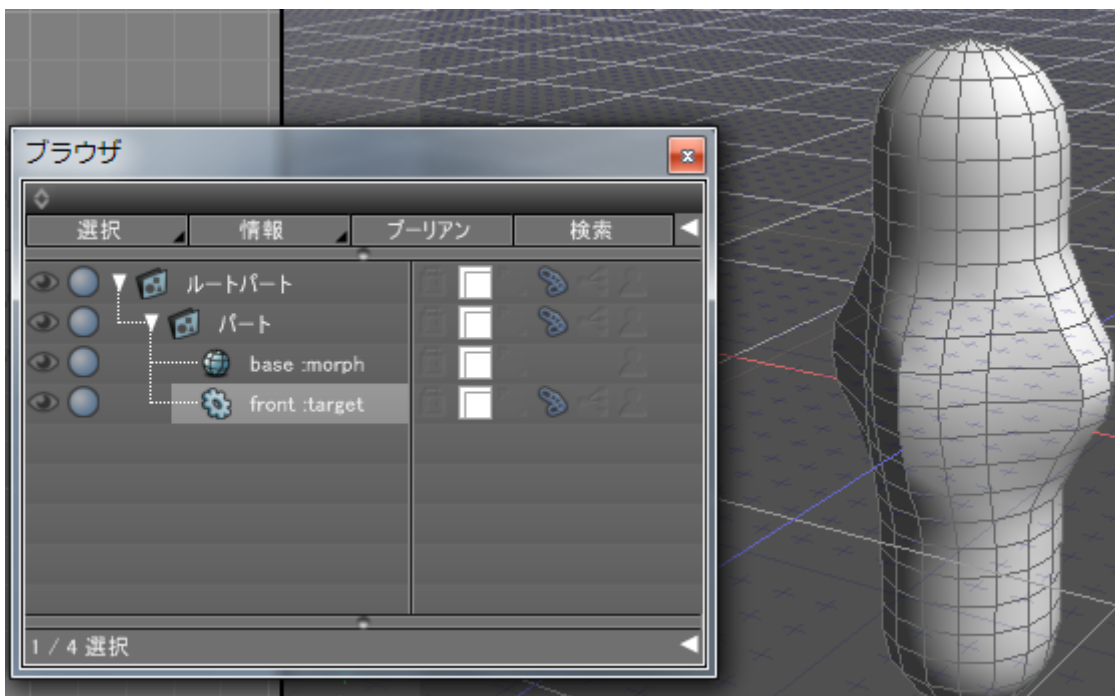 ブラウザ
選択 情報 ブーリアン 検索
ルートパート
パート
base :morph
front :target
1 / 4 選択